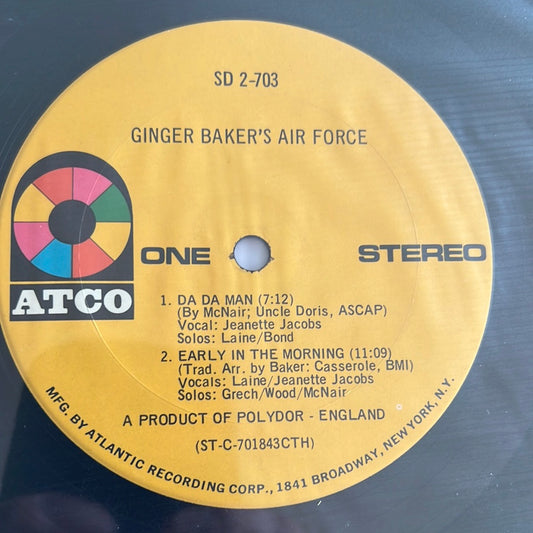 SD 2-703
GINGER BAKER'S AIR FORCE
ATCO
ONE
STEREO
1. DA DA MAN (7:12)
(By McNair; Uncle Doris, ASCAP)
Vocal: Jeanette Jacobs
Solos: Laine/Bond
2. EARLY IN THE MORNING (11:09)
(Trad. Arr. by Baker: Casserole, BMI)
Vocals: Laine/Jeanette Jacobs
Solos: Grech/Wood/McNair
A PRODUCT OF POLYDOR - ENGLAND
(ST-C-701843CTH)
MFG. BY ATLANTIC RECORDING CORP., 1841 BROADWAY, NEW YORK, N.Y.